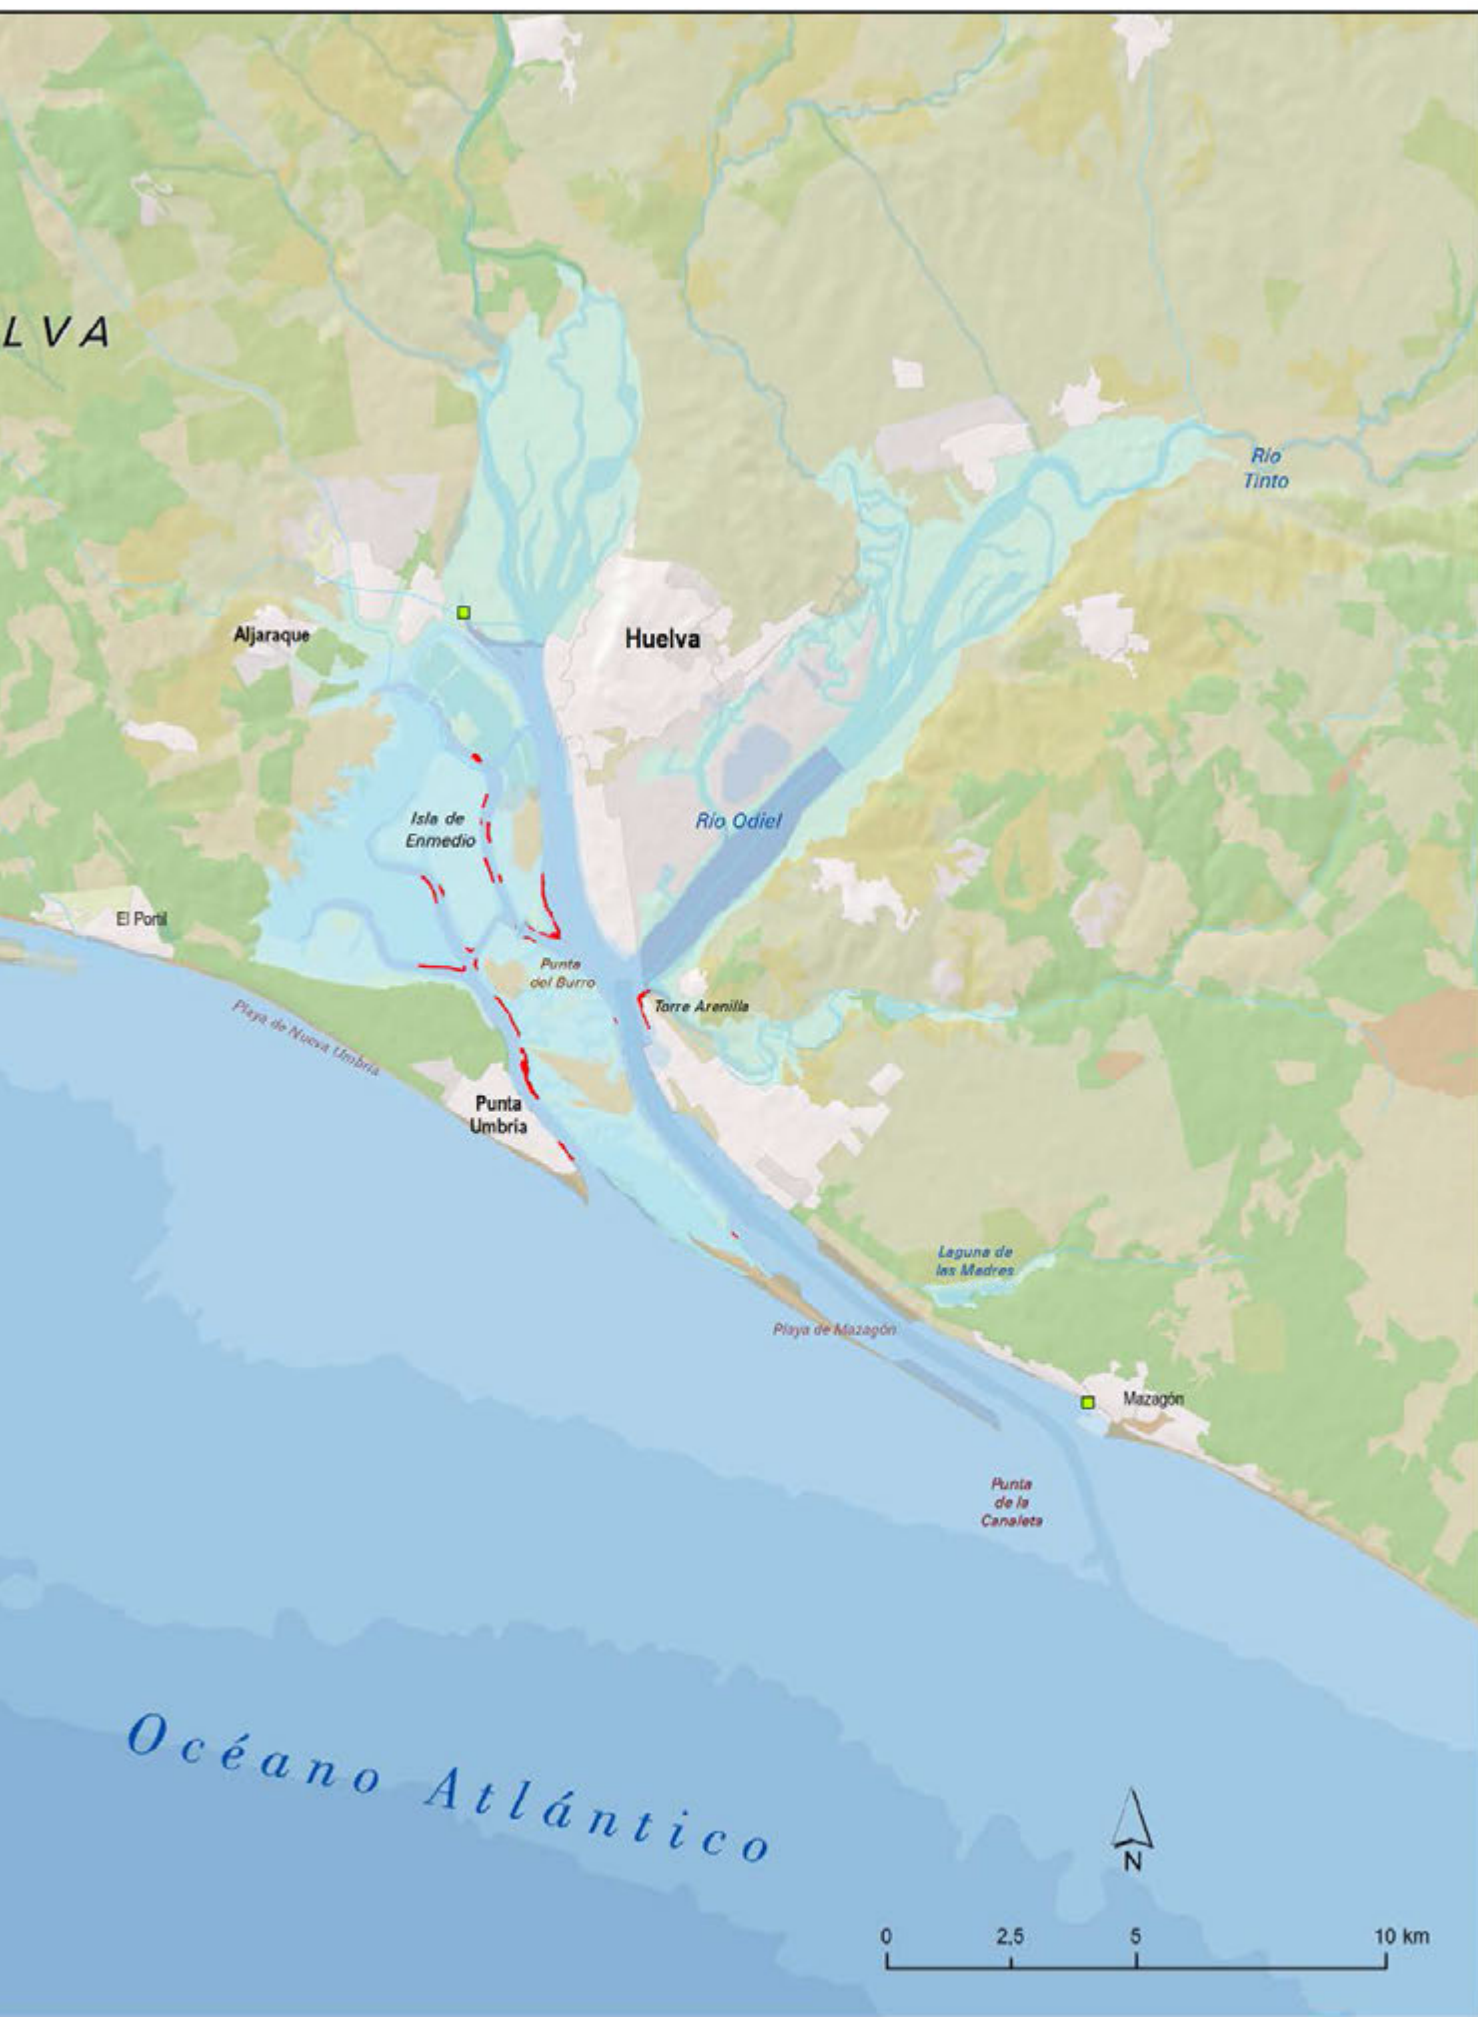 LVA
Río
Tinto
Aljaraque
Huelva
Isla de
Enmedio
Río Odiel
El Portil
Punta
del Burro
Torre Arenilla
Playa de Nueva Umbría
Punta
Umbría
Laguna de
las Madres
Playa de Mazagón
Mazagón
Punta
de la
Canaleta
Océano Atlántico
N
0 2,5 5 10 km